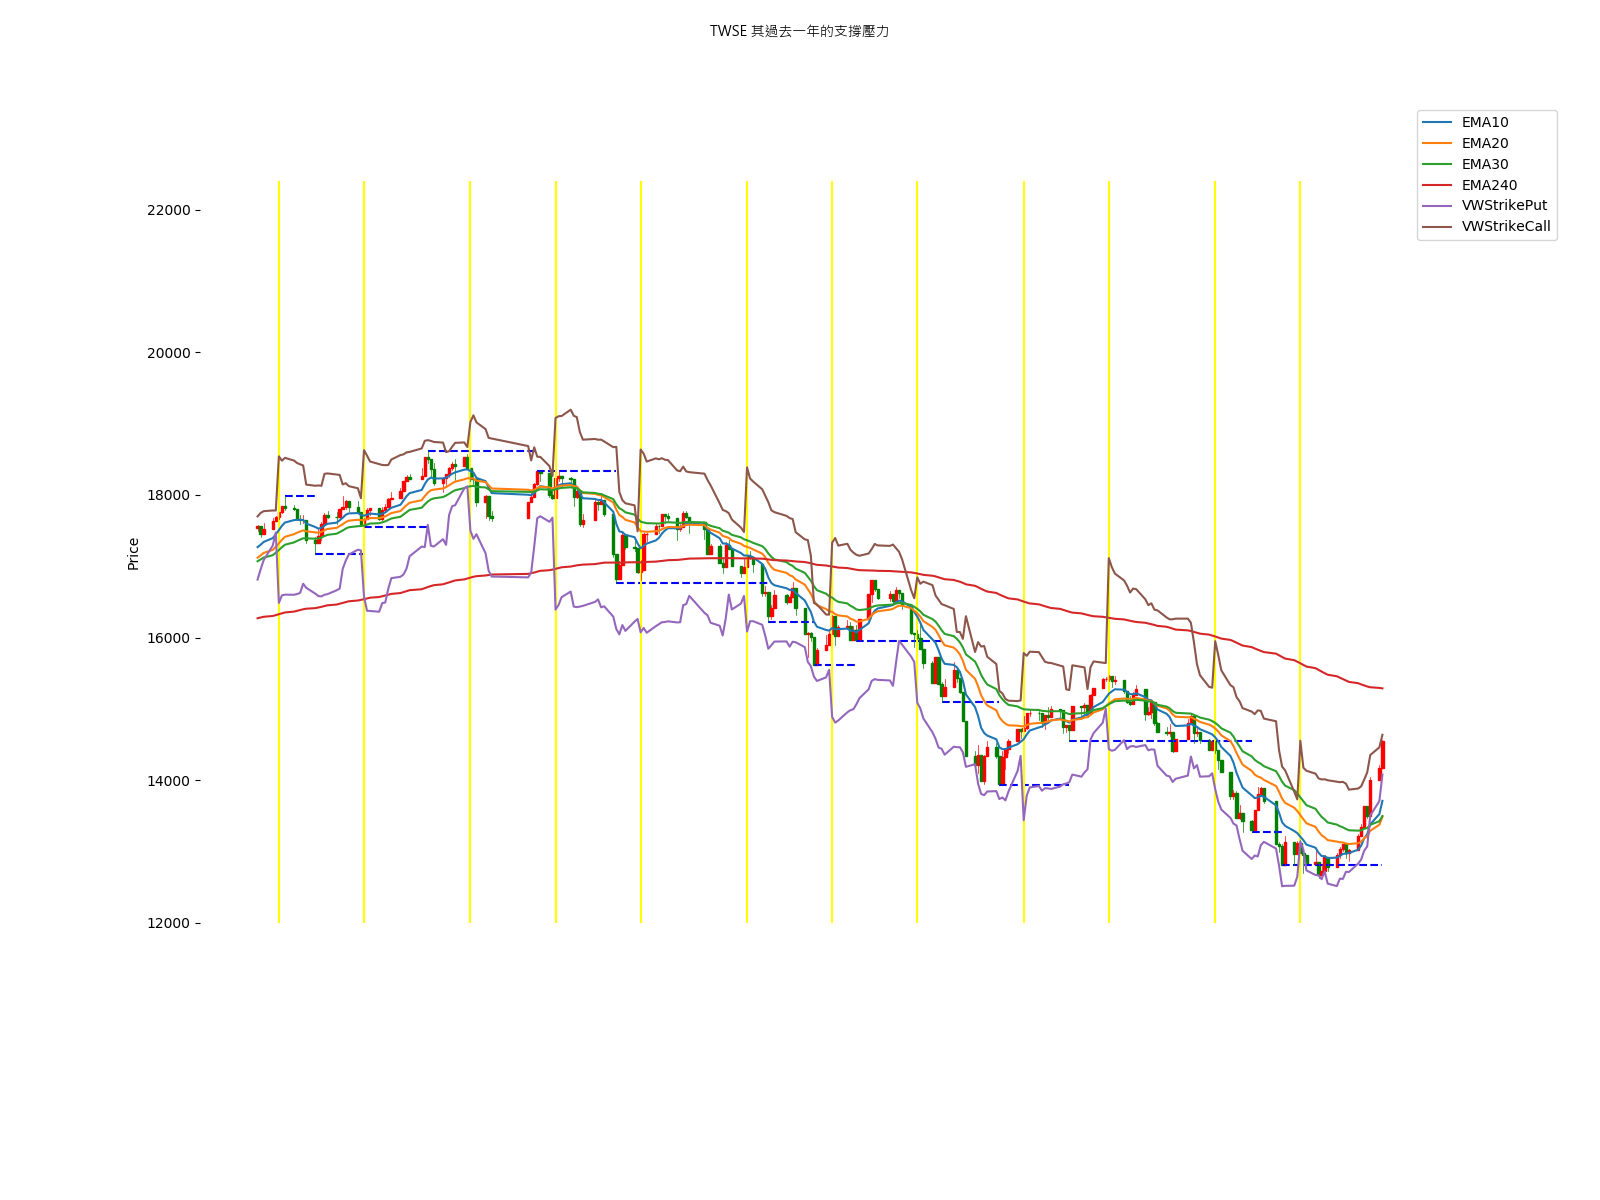 TWSE 其過去一年的支撐壓力
EMA10
EMA20
EMA30
EMA240
VWStrikePut
VWStrikeCall
22000
20000
18000
16000
14000
12000
Price